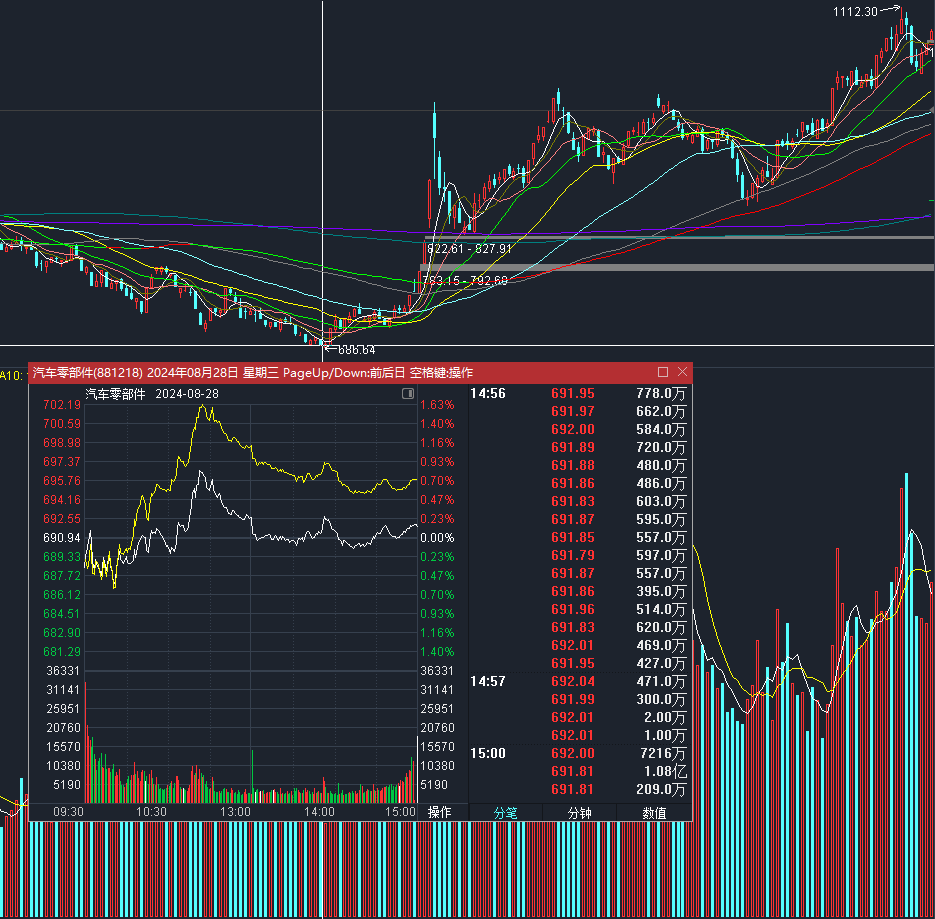 1112.30
822.61 - 827.91
783.15 - 792.69
686.64
A10:
汽车零部件(881218) 2024年08月28日 星期三 PageUp/Down:前后日 空格键:操作
汽车零部件 2024-08-28
702.19 1.63%
700.59 1.40%
698.98 1.16%
697.37 0.93%
695.76 0.70%
694.16 0.47%
692.55 0.23%
690.94 0.00%
689.33 0.23%
687.72 0.47%
686.12 0.70%
684.51 0.93%
682.90 1.16%
681.29 1.40%
36331 36331
31141 31141
25951 25951
20760 20760
15570 15570
10380 10380
5190 5190
09:30 10:30 13:00 14:00 15:00 操作
14:56 691.95 778.0万
691.97 662.0万
692.00 584.0万
691.89 720.0万
691.88 480.0万
691.86 486.0万
691.83 603.0万
691.87 595.0万
691.85 557.0万
691.79 597.0万
691.87 557.0万
691.86 395.0万
691.96 514.0万
691.83 620.0万
692.01 469.0万
691.95 427.0万
14:57 692.04 471.0万
691.99 300.0万
692.01 2.00万
692.01 1.00万
15:00 692.00 7216万
691.81 1.08亿
691.81 209.0万
分笔 分钟 数值